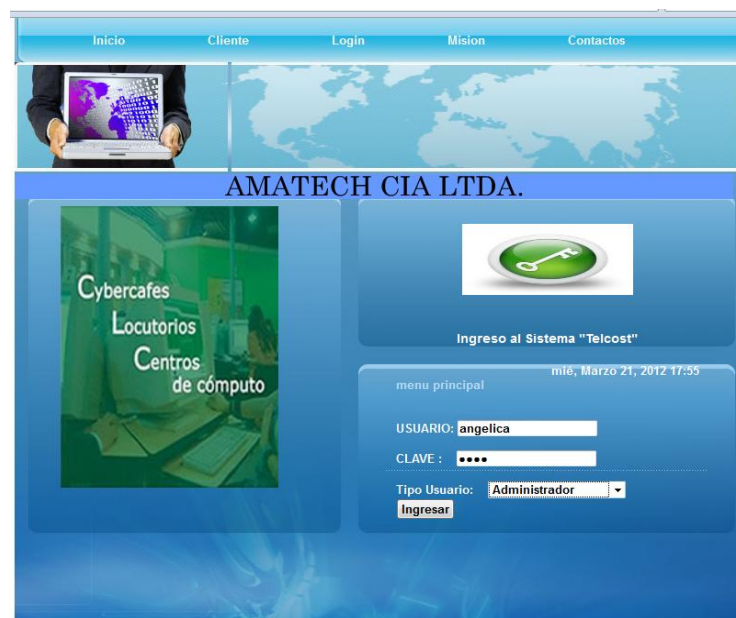 Inicio Cliente Login Mision Contactos
AMATECH CIA LTDA.
Cybercafes
Locutorios
Centros
de cómputo
Ingreso al Sistema "Telcost"
mié, Marzo 21, 2012 17:55
menu principal
USUARIO: angelica
CLAVE : ●●●●
Tipo Usuario: Administrador
Ingresar